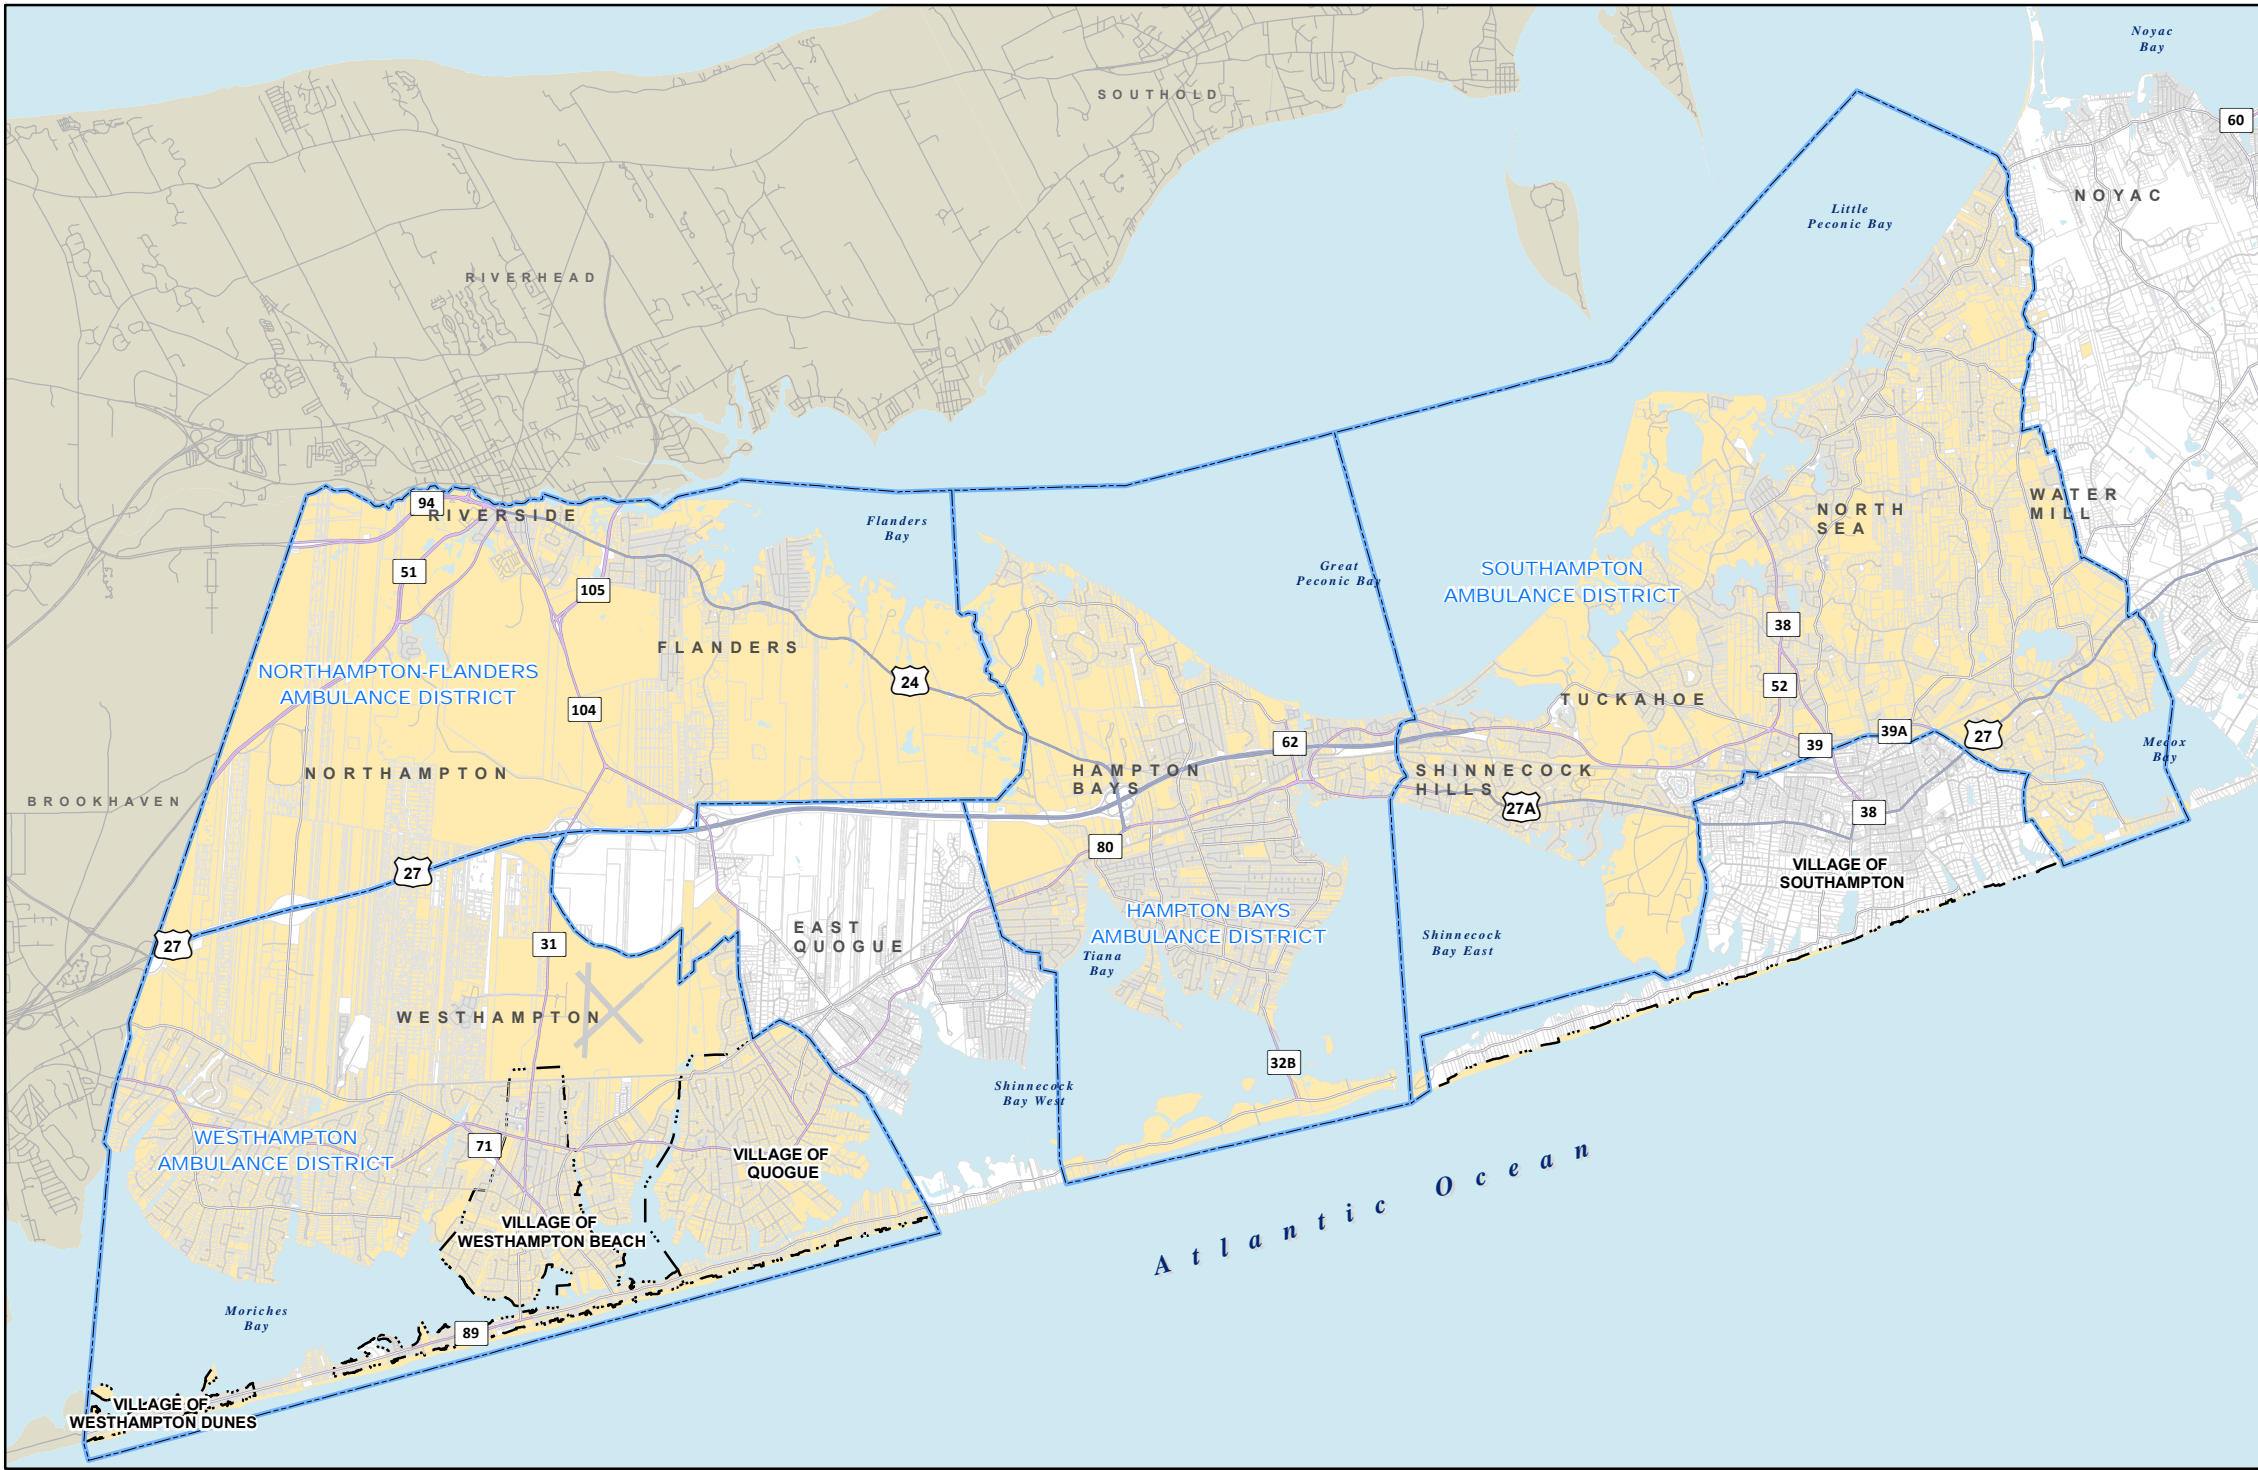 Noyac
Bay
SOUTHOLD
60
NOYAC
Little
Peconic Bay
RIVERHEAD
94
RIVERSIDE
Flanders
Bay
WATER
MILL
NORTH
SEA
51
105
Great
Peconic Bay
SOUTHAMPTON
AMBULANCE DISTRICT
38
FLANDERS
NORTHAMPTON-FLANDERS
AMBULANCE DISTRICT
24
104
52
TUCKAHOE
62
39
39A
27
Mecox
Bay
NORTHAMPTON
HAMPTON
BAYS
SHINNECOCK
HILLS
27A
BROOKHAVEN
38
80
27
VILLAGE OF
SOUTHAMPTON
HAMPTON BAYS
AMBULANCE DISTRICT
EAST
QUOGUE
27
31
Shinnecock
Bay East
Tiana
Bay
WESTHAMPTON
32B
Shinnecock
Bay West
WESTHAMPTON
AMBULANCE DISTRICT
71
VILLAGE OF
QUOGUE
Atlantic Ocean
VILLAGE OF
WESTHAMPTON BEACH
Moriches
Bay
89
VILLAGE OF
WESTHAMPTON DUNES